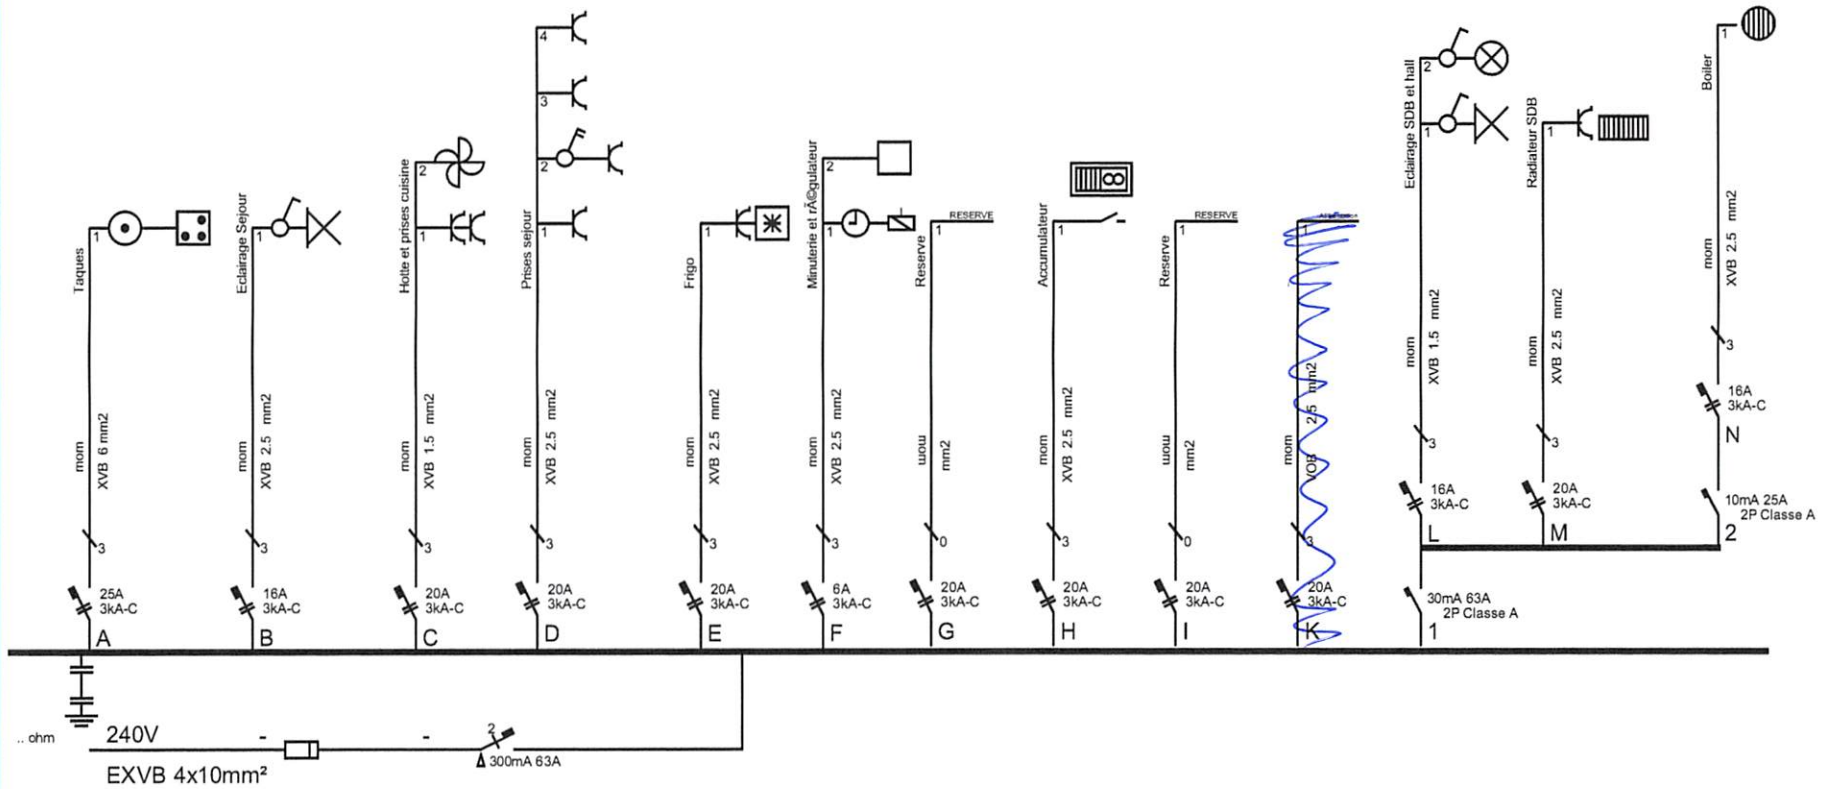 Taques
1
XVB 6 mm2
mom
3
25A
3kA-C
A
Eclairage Sejour
1
XVB 2.5 mm2
mom
3
16A
3kA-C
B
Hotte et prises cuisine
2
1
XVB 1.5 mm2
mom
3
20A
3kA-C
C
Prises sejour
4
3
2
1
XVB 2.5 mm2
mom
3
20A
3kA-C
D
Frigo
1
XVB 2.5 mm2
mom
3
20A
3kA-C
E
Minuterie et rÃ©gulateur
2
1
XVB 2.5 mm2
mom
3
6A
3kA-C
F
Reserve
1
RESERVE
mm2
mom
0
20A
3kA-C
G
Accumulateur
1
XVB 2.5 mm2
mom
3
20A
3kA-C
H
Reserve
1
RESERVE
mm2
mom
0
20A
3kA-C
I
1
VOB 2.5 mm2
mom
3
20A
3kA-C
K
Eclairage SDB et hall
2
1
XVB 1.5 mm2
mom
3
16A
3kA-C
L
Radiateur SDB
1
XVB 2.5 mm2
mom
3
20A
3kA-C
M
Boiler
1
XVB 2.5 mm2
mom
3
16A
3kA-C
N
10mA 25A
2P Classe A
2
30mA 63A
2P Classe A
1
.. ohm
240V
-
-
2
Δ 300mA 63A
EXVB 4x10mm²